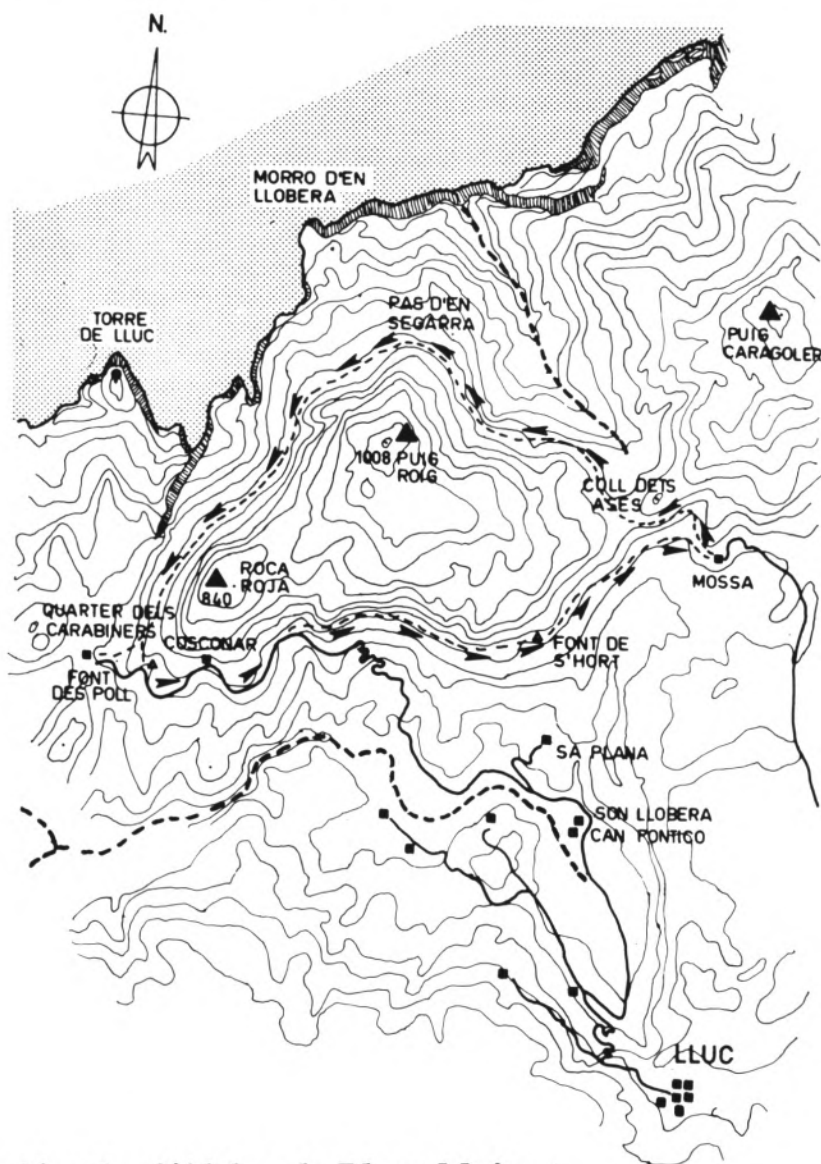 N.
MORRO D'EN
LLOBERA
TORRE
DE LLUC
PAS D'EN
SEGARRA
PUIG
CARAGOLER
1008 PUIG
ROIG
COLL DELS
ASES
ROCA
ROJA
840
MOSSA
QUARTER DELS
CARABINERS
COSCONAR
FONT
DES POLL
FONT DE
S'HORT
SA PLANA
SON LLOBERA
CAN PONTICO
LLUC